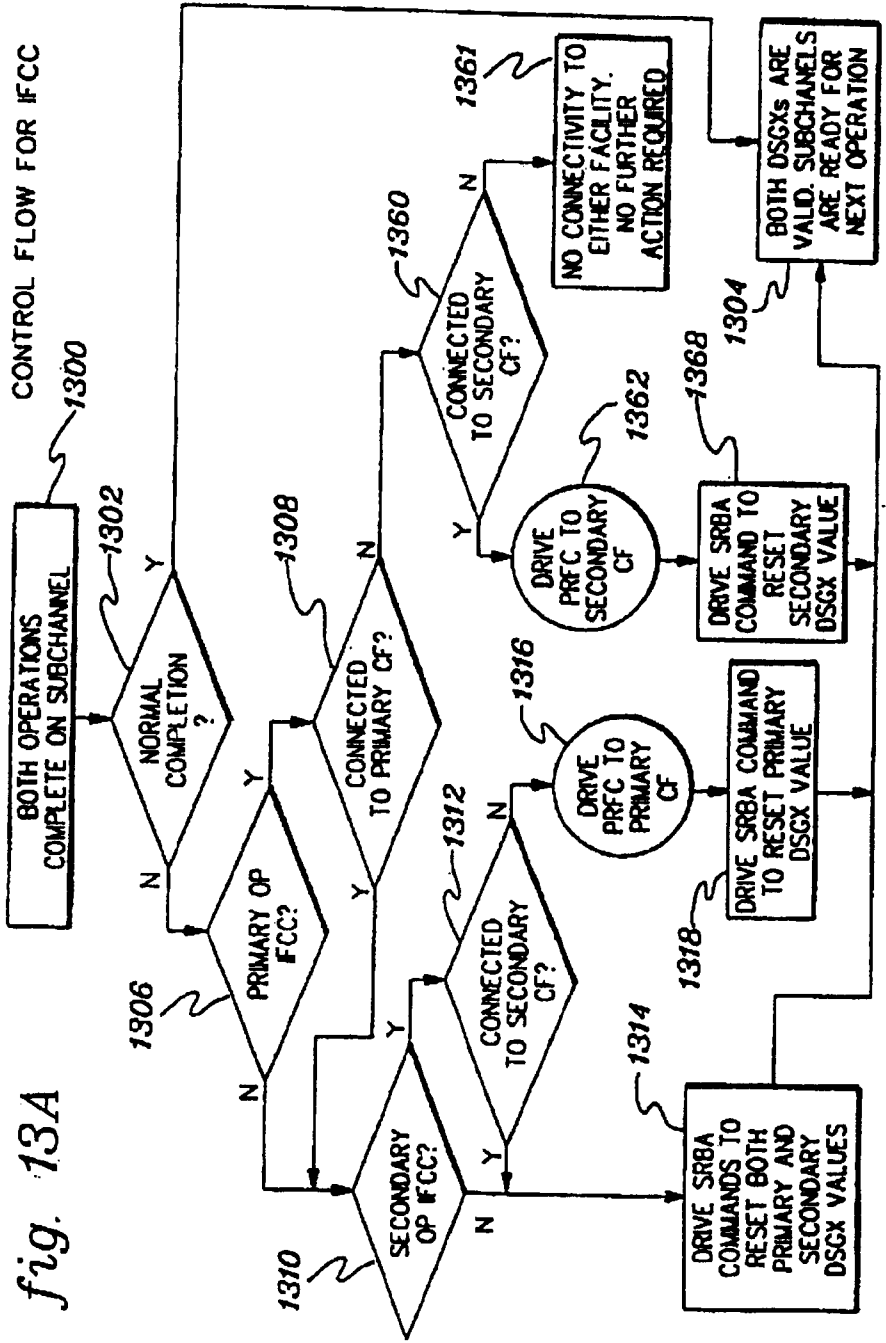 fig. 13A
CONTROL FLOW FOR IFCC
BOTH OPERATIONS
COMPLETE ON SUBCHANNEL
1300
NORMAL
COMPLETION
?
1302
Y
N
PRIMARY OP
IFCC?
1306
Y
N
CONNECTED
TO PRIMARY CF?
1308
Y
N
SECONDARY
OP IFCC?
1310
Y
N
CONNECTED
TO SECONDARY
CF?
1312
Y
N
CONNECTED
TO SECONDARY
CF?
1360
Y
N
NO CONNECTIVITY TO
EITHER FACILITY.
NO FURTHER
ACTION REQUIRED
1361
DRIVE
PRFC TO
PRIMARY
CF
1316
DRIVE
PRFC TO
SECONDARY
CF
1362
DRIVE SRBA
COMMANDS TO
RESET BOTH
PRIMARY AND
SECONDARY
DSGX VALUES
1314
DRIVE SRBA COMMAND
TO RESET PRIMARY
DSGX VALUE
1318
DRIVE SRBA
COMMAND TO
RESET
SECONDARY
DSGX VALUE
1368
BOTH DSGXs ARE
VALID. SUBCHANNELS
ARE READY FOR
NEXT OPERATION
1304